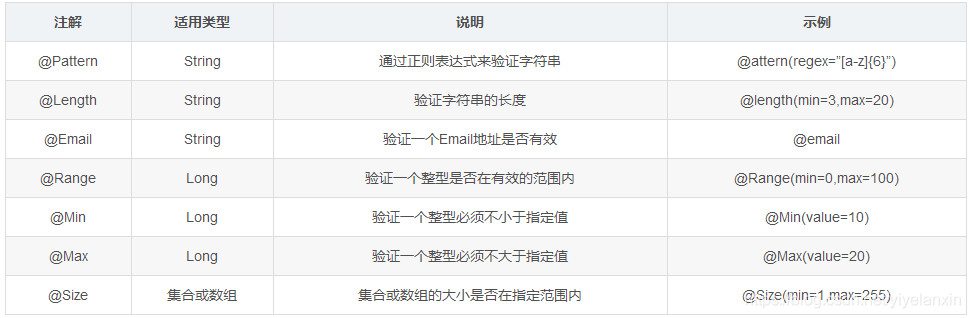 注解 适用类型 说明 示例
@Pattern String 通过正则表达式来验证字符串 @attern(regex=”[a-z]{6}”)
@Length String 验证字符串的长度 @length(min=3,max=20)
@Email String 验证一个Email地址是否有效 @email
@Range Long 验证一个整型是否在有效的范围内 @Range(min=0,max=100)
@Min Long 验证一个整型必须不小于指定值 @Min(value=10)
@Max Long 验证一个整型必须不大于指定值 @Max(value=20)
@Size 集合或数组 集合或数组的大小是否在指定范围内 @Size(min=1,max=255)
https://blog.csdn.net/yiyelanxin